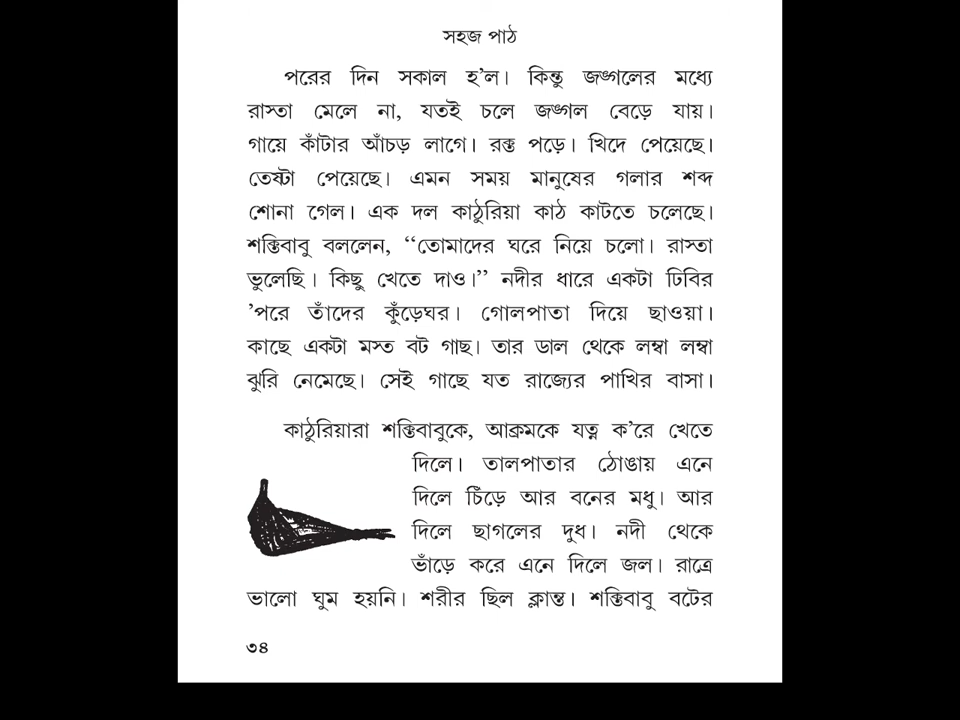 সহজ পাঠ
পরের দিন সকাল হ’ল। কিন্তু জঙ্গলের মধ্যে
রাস্তা মেলে না, যতই চলে জঙ্গল বেড়ে যায়।
গায়ে কাঁটার আঁচড় লাগে। রক্ত পড়ে। খিদে পেয়েছে।
তেষ্টা পেয়েছে। এমন সময় মানুষের গলার শব্দ
শোনা গেল। এক দল কাঠুরিয়া কাঠ কাটতে চলেছে।
শক্তিবাবু বললেন, “তোমাদের ঘরে নিয়ে চলো। রাস্তা
ভুলেছি। কিছু খেতে দাও।” নদীর ধারে একটা ঢিবির
’পরে তাঁদের কুঁড়েঘর। গোলপাতা দিয়ে ছাওয়া।
কাছে একটা মস্ত বট গাছ। তার ডাল থেকে লম্বা লম্বা
ঝুরি নেমেছে। সেই গাছে যত রাজ্যের পাখির বাসা।
কাঠুরিয়ারা শক্তিবাবুকে, আক্রমকে যত্ন ক’রে খেতে
দিলে। তালপাতার ঠোঙায় এনে
দিলে চিঁড়ে আর বনের মধু। আর
দিলে ছাগলের দুধ। নদী থেকে
ভাঁড়ে করে এনে দিলে জল। রাত্রে
ভালো ঘুম হয়নি। শরীর ছিল ক্লান্ত। শক্তিবাবু বটের
৩৪